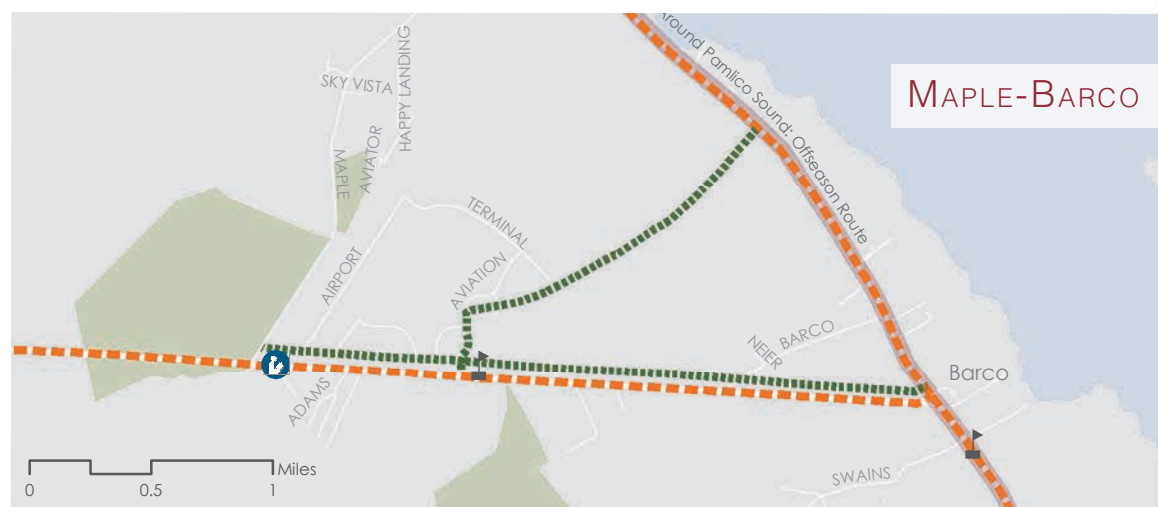 Around Pamlico Sound: Offseason Route
MAPLE-BARCO
SKY VISTA
HAPPY LANDING
MAPLE
AVIATOR
TERMINAL
AIRPORT
AVIATION
NEIER
BARCO
Barco
ADAMS
SWAINS
Miles
0 0.5 1